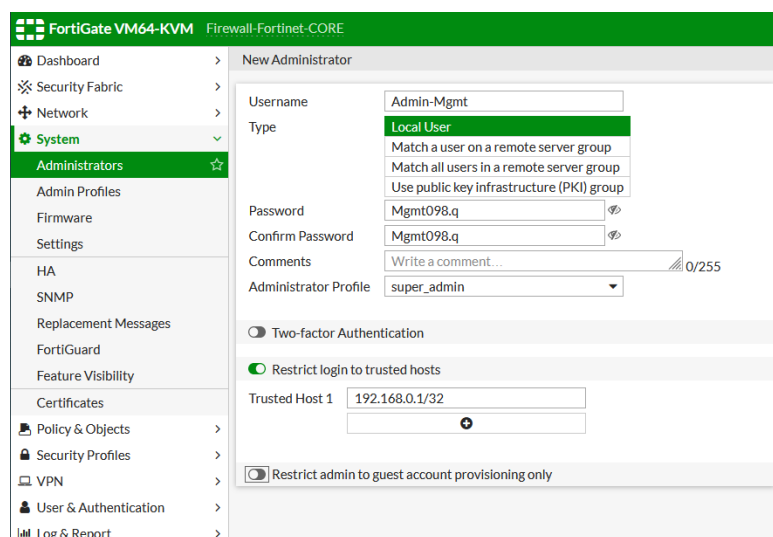 FortiGate VM64-KVM Firewall-Fortinet-CORE
Dashboard
Security Fabric
Network
System
Administrators
Admin Profiles
Firmware
Settings
HA
SNMP
Replacement Messages
FortiGuard
Feature Visibility
Certificates
Policy & Objects
Security Profiles
VPN
User & Authentication
Log & Report
New Administrator
Username Admin-Mgmt
Type Local User
Match a user on a remote server group
Match all users in a remote server group
Use public key infrastructure (PKI) group
Password Mgmt098.q
Confirm Password Mgmt098.q
Comments Write a comment... 0/255
Administrator Profile super_admin
Two-factor Authentication
Restrict login to trusted hosts
Trusted Host 1 192.168.0.1/32
Restrict admin to guest account provisioning only